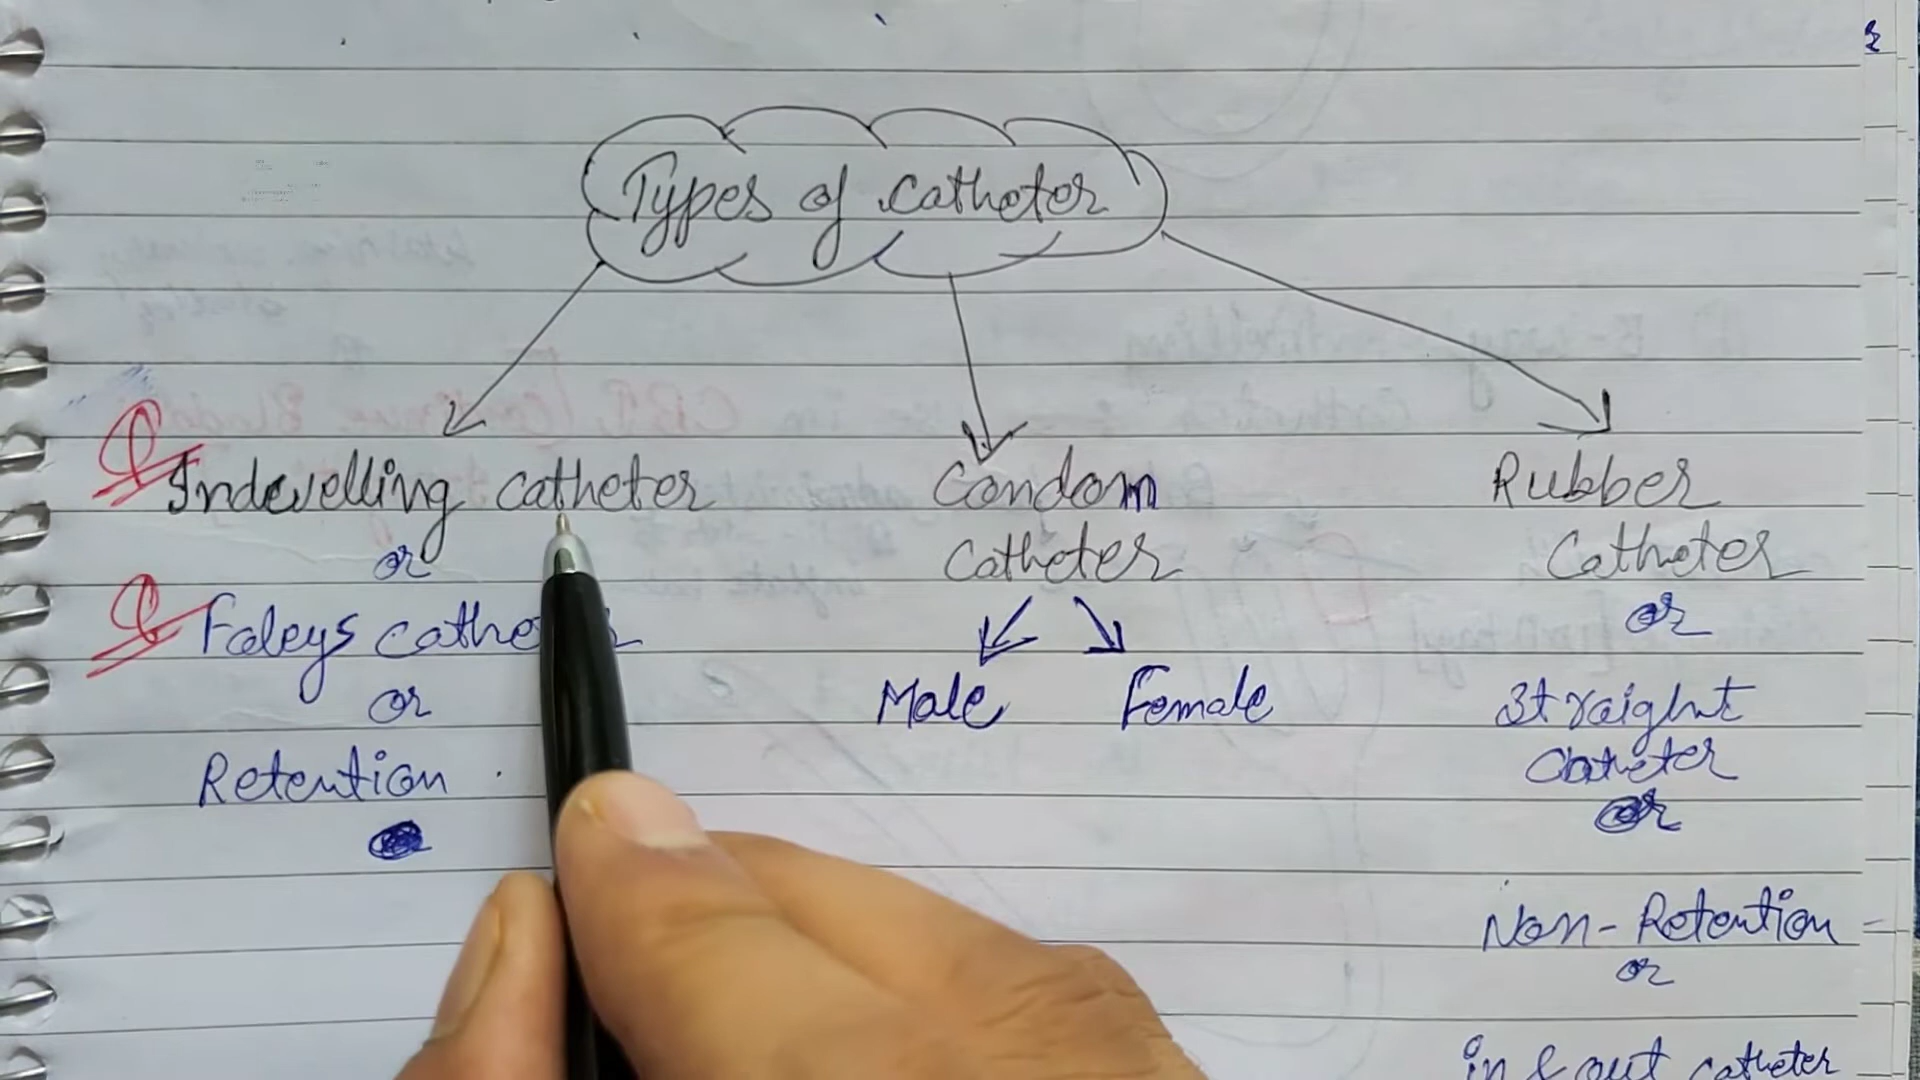 Types of Catheter
Indevelling catheter
or
Foleys catheter
or
Retention
Condom
Catheter
Male Female
Rubber
Catheter
or
Straight
Catheter
or
Non-Retention
or
in & out catheter